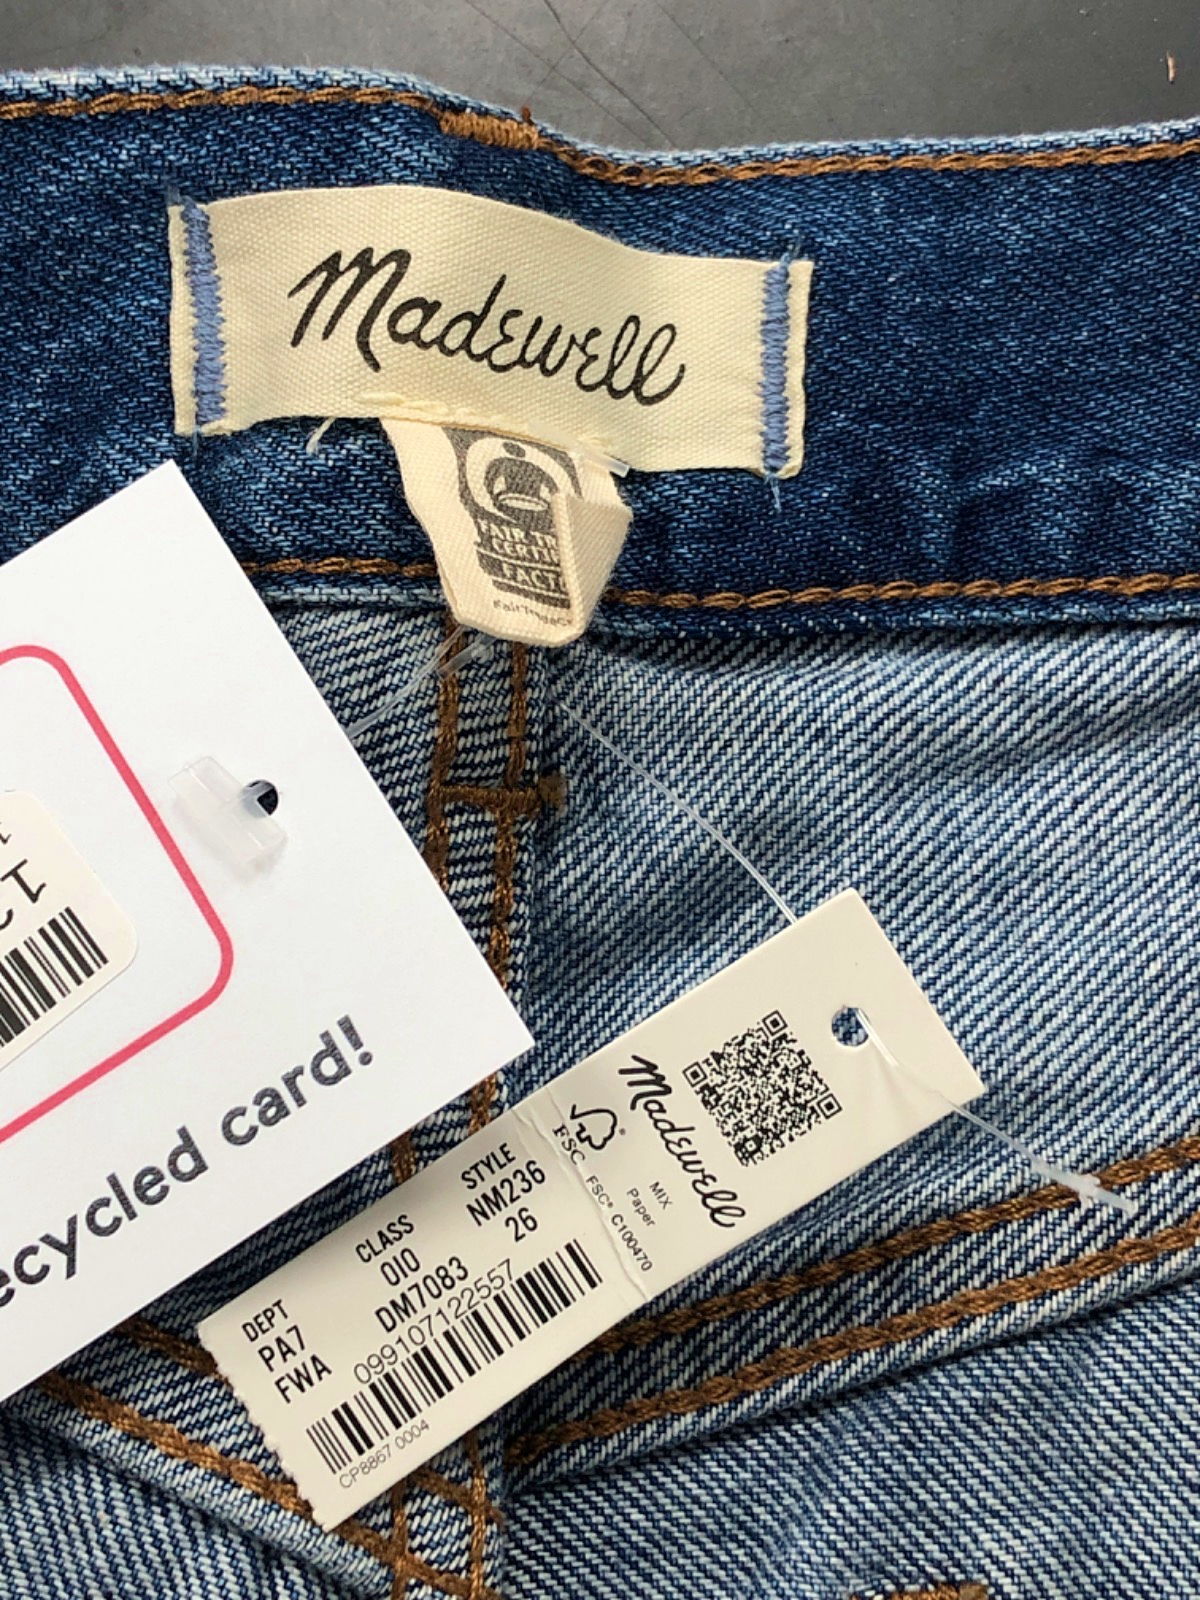 Madewell
FAIR
CERTI
FACT
ecycled card!
Madewell
MIX
Paper
FSC
FSC® C100470
DEPT CLASS STYLE
PA7 010 NM236
FWA DM7083 26
099107122557
CP8867 0004